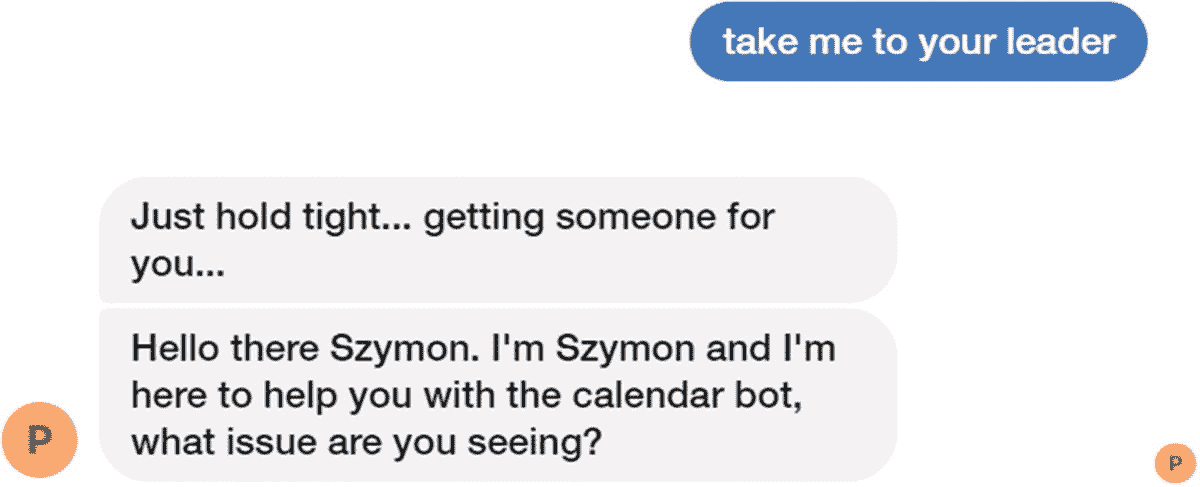 take me to your leader
Just hold tight... getting someone for
you...
Hello there Szymon. I'm Szymon and I'm
here to help you with the calendar bot,
what issue are you seeing?
P
P